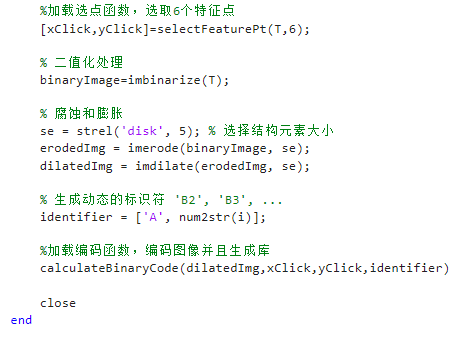 %加载选点函数，选取6个特征点
[xClick,yClick]=selectFeaturePt(T,6);
% 二值化处理
binaryImage=imbinarize(T);
% 腐蚀和膨胀
se = strel('disk', 5); % 选择结构元素大小
erodedImg = imerode(binaryImage, se);
dilatedImg = imdilate(erodedImg, se);
% 生成动态的标识符 'B2', 'B3', ...
identifier = ['A', num2str(i)];
%加载编码函数，编码图像并且生成库
calculateBinaryCode(dilatedImg,xClick,yClick,identifier)
close
end